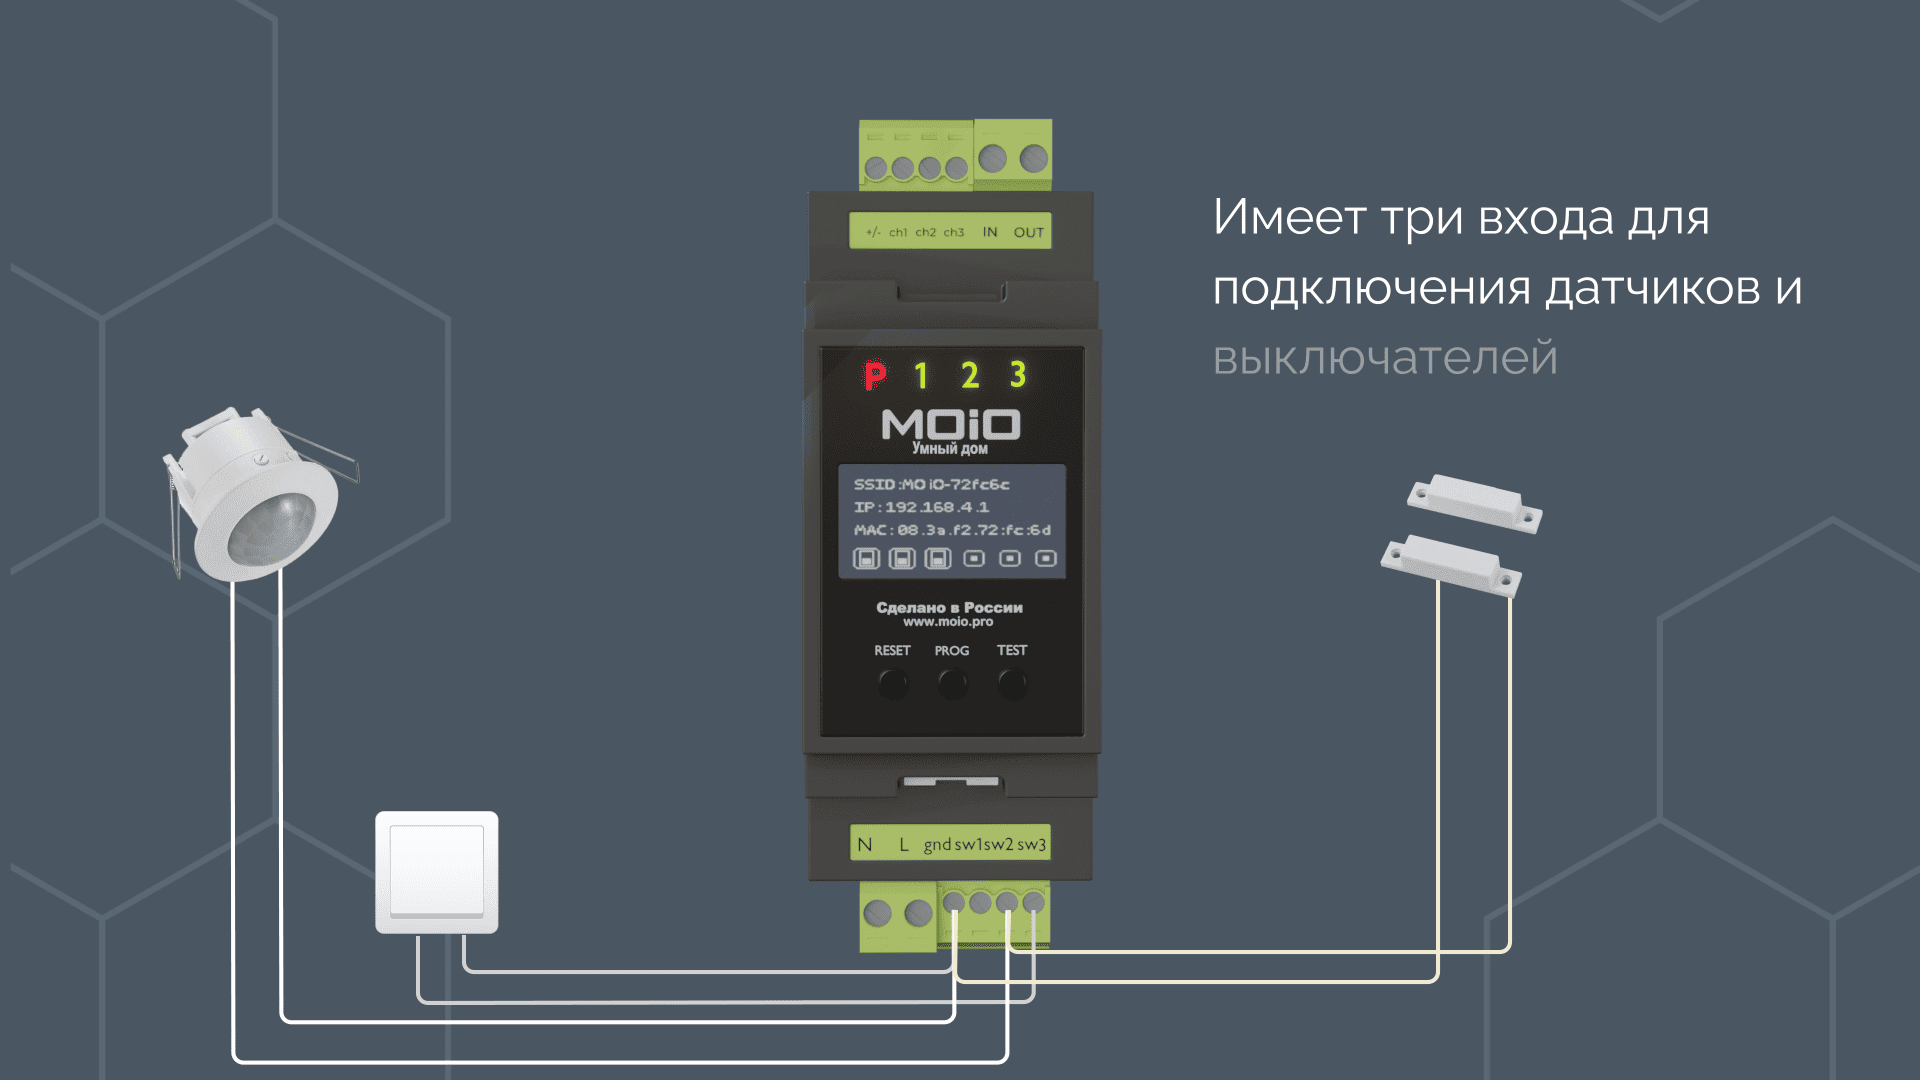 +/- ch1 ch2 ch3 IN OUT
Имеет три входа для
подключения датчиков и
выключателей
P 1 2 3
MOiO
Умный дом
SSID:MOiO-72fc6c
IP:192.168.4.1
MAC:08.3a.f2.72:fc:6d
Сделано в России
www.moio.pro
RESET PROG TEST
N L gnd sw1 sw2 sw3